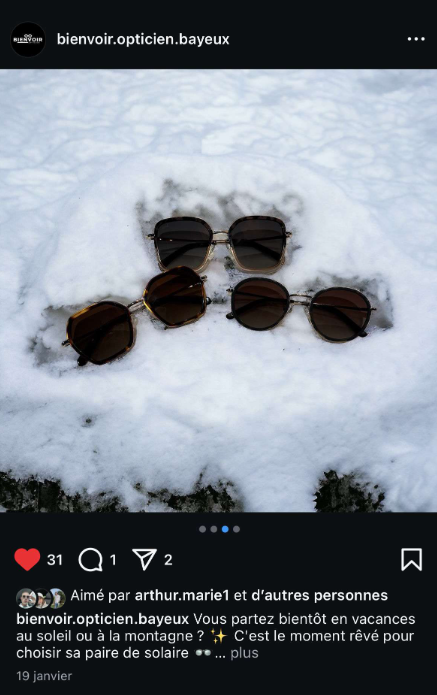 BIENVOIR
bienvoir.opticien.bayeux
31
1
2
Aimé par arthur.marie1 et d'autres personnes
bienvoir.opticien.bayeux Vous partez bientôt en vacances
au soleil ou à la montagne ? ✨ C'est le moment rêvé pour
choisir sa paire de solaire 🕶️ ... plus
19 janvier